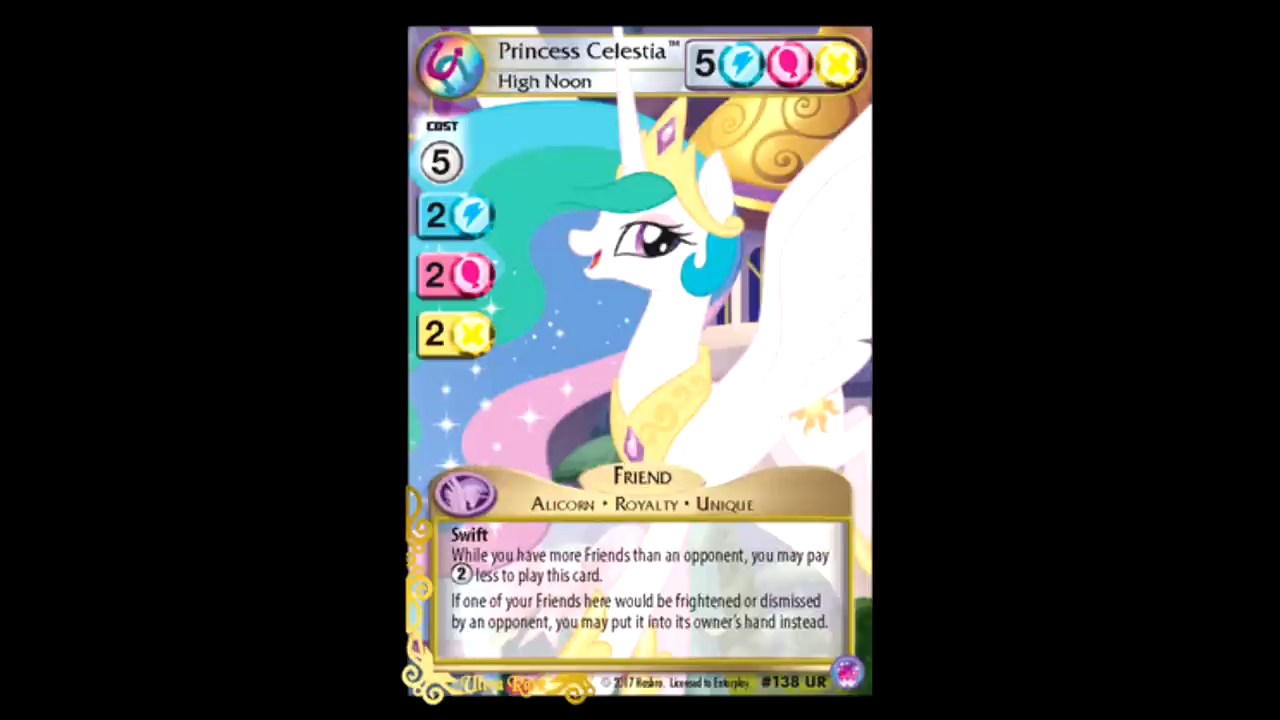 Princess Celestia™
High Noon
5
COST
5
2
2
2
FRIEND
ALICORN • ROYALTY • UNIQUE
Swift
While you have more Friends than an opponent, you may pay
2 less to play this card.
If one of your Friends here would be frightened or dismissed
by an opponent, you may put it into its owner's hand instead.
Ultra Rare
© 2017 Hasbro. Licensed to Enterplay. #138 UR